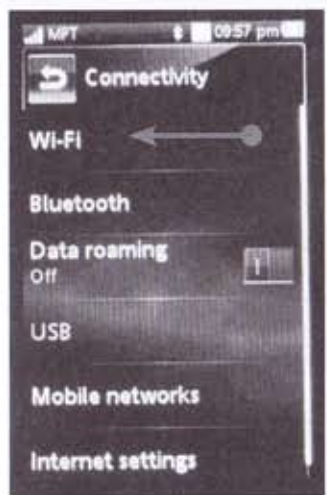 MPT 09:57 pm
Connectivity
Wi-Fi
Bluetooth
Data roaming
Off
USB
Mobile networks
Internet settings